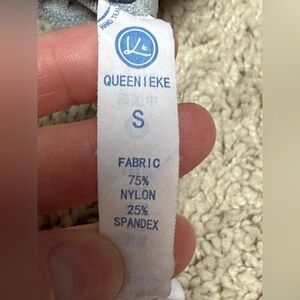 QUEENIEKE
S
FABRIC
75%
NYLON
25%
SPANDEX